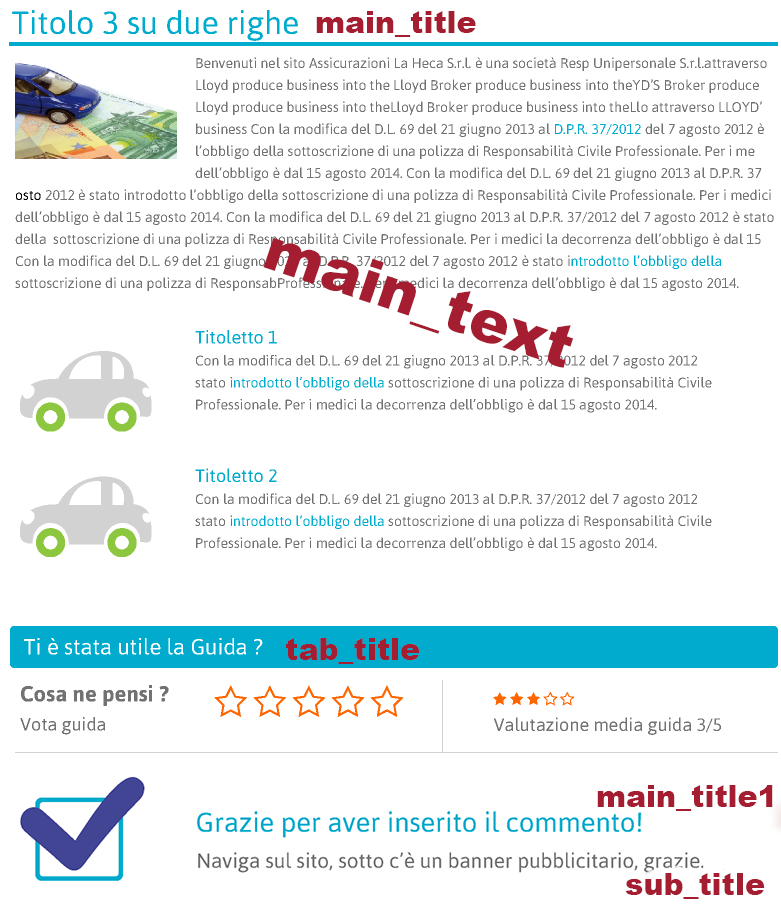 Titolo 3 su due righe main_title
Benvenuti nel sito Assicurazioni La Heca S.r.l. è una società Resp Unipersonale S.r.l.attraverso
Lloyd produce business into the Lloyd Broker produce business into theYD'S Broker produce
Lloyd produce business into theLloyd Broker produce business into theLlo attraverso LLOYD'
business Con la modifica del D.L. 69 del 21 giugno 2013 al D.P.R. 37/2012 del 7 agosto 2012 è
l'obbligo della sottoscrizione di una polizza di Responsabilità Civile Professionale. Per i me
dell'obbligo è dal 15 agosto 2014. Con la modifica del D.L. 69 del 21 giugno 2013 al D.P.R. 37
osto 2012 è stato introdotto l'obbligo della sottoscrizione di una polizza di Responsabilità Civile Professionale. Per i medici
dell'obbligo è dal 15 agosto 2014. Con la modifica del D.L. 69 del 21 giugno 2013 al D.P.R. 37/2012 del 7 agosto 2012 è stato
della sottoscrizione di una polizza di Responsabilità Civile Professionale. Per i medici la decorrenza dell'obbligo è dal 15
Con la modifica del D.L. 69 del 21 giugno 2013 al D.P.R. 37/2012 del 7 agosto 2012 è stato introdotto l'obbligo della
sottoscrizione di una polizza di ResponsabProfessionale. Per i medici la decorrenza dell'obbligo è dal 15 agosto 2014.
main_text
Titoletto 1
Con la modifica del D.L. 69 del 21 giugno 2013 al D.P.R. 37/2012 del 7 agosto 2012
stato introdotto l'obbligo della sottoscrizione di una polizza di Responsabilità Civile
Professionale. Per i medici la decorrenza dell'obbligo è dal 15 agosto 2014.
Titoletto 2
Con la modifica del D.L. 69 del 21 giugno 2013 al D.P.R. 37/2012 del 7 agosto 2012
stato introdotto l'obbligo della sottoscrizione di una polizza di Responsabilità Civile
Professionale. Per i medici la decorrenza dell'obbligo è dal 15 agosto 2014.
Ti è stata utile la Guida ? tab_title
Cosa ne pensi ?
Vota guida
Valutazione media guida 3/5
main_title1
Grazie per aver inserito il commento!
Naviga sul sito, sotto c'è un banner pubblicitario, grazie.
sub_title